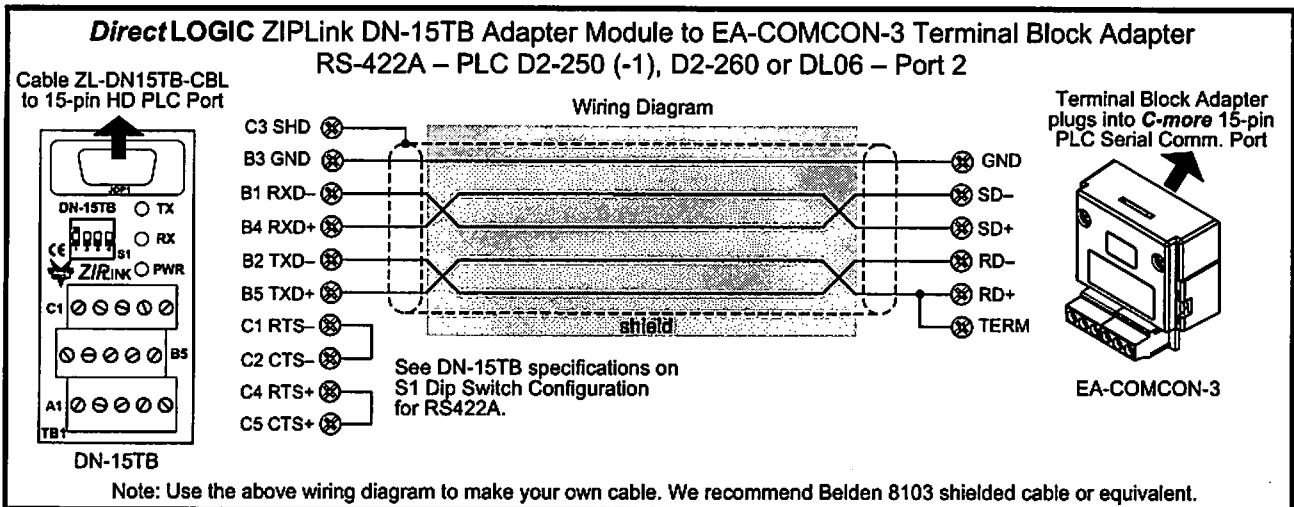 DirectLOGIC ZIPLink DN-15TB Adapter Module to EA-COMCON-3 Terminal Block Adapter
RS-422A – PLC D2-250 (-1), D2-260 or DL06 – Port 2
Cable ZL-DN15TB-CBL
to 15-pin HD PLC Port
Wiring Diagram
Terminal Block Adapter
plugs into C-more 15-pin
PLC Serial Comm. Port
JOP1
DN-15TB
TX
RX
S1
CE
ZIPLINK
PWR
C1
B5
A1
TB1
DN-15TB
C3 SHD
B3 GND
B1 RXD–
B4 RXD+
B2 TXD–
B5 TXD+
C1 RTS–
C2 CTS–
C4 RTS+
C5 CTS+
shield
See DN-15TB specifications on
S1 Dip Switch Configuration
for RS422A.
GND
SD–
SD+
RD–
RD+
TERM
EA-COMCON-3
Note: Use the above wiring diagram to make your own cable. We recommend Belden 8103 shielded cable or equivalent.